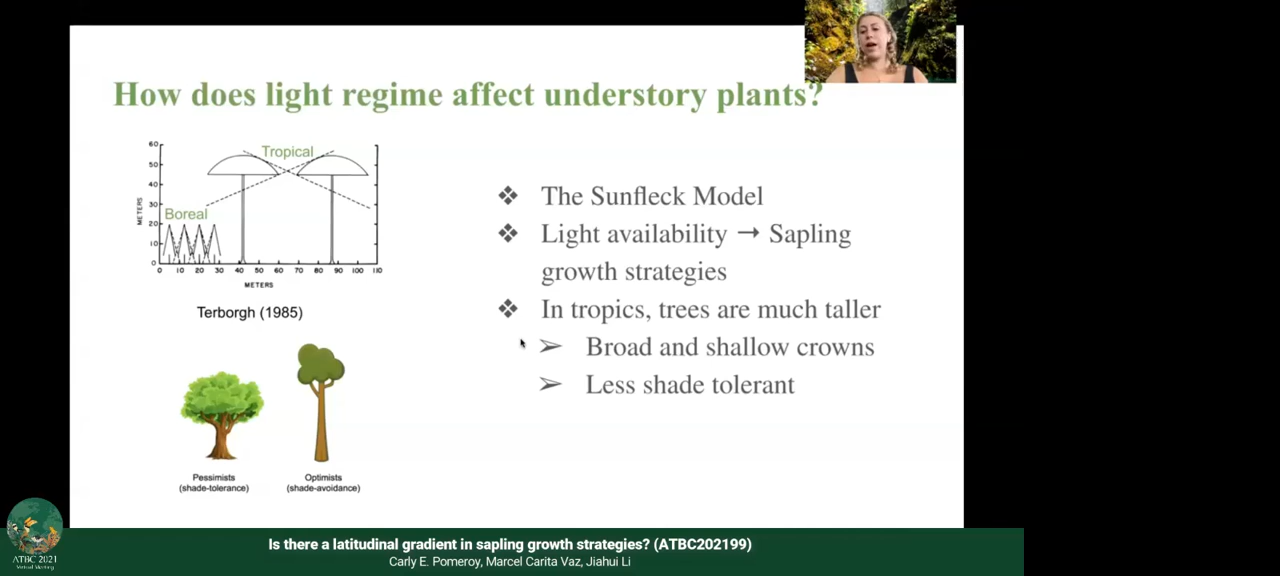 How does light regime affect understory plants?
60
50
40
30
20
10
0
METERS
Tropical
Boreal
0 10 20 30 40 50 60 70 80 90 100 110
METERS
Terborgh (1985)
Pessimists
(shade-tolerance)
Optimists
(shade-avoidance)
❖ The Sunfleck Model
❖ Light availability → Sapling
growth strategies
❖ In tropics, trees are much taller
➢ Broad and shallow crowns
➢ Less shade tolerant
ATBC 2021
Virtual Meeting
Is there a latitudinal gradient in sapling growth strategies? (ATBC202199)
Carly E. Pomeroy, Marcel Carita Vaz, Jiahui Li